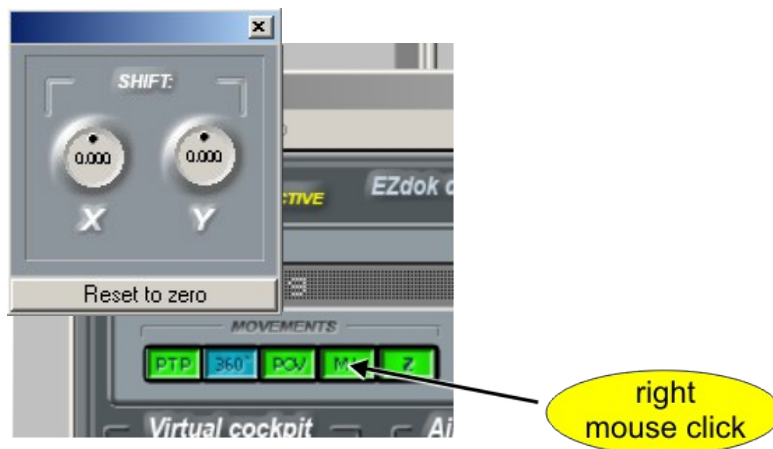 SHIFT:
0.000 0.000
X Y
Reset to zero
CTIVE
EZdok
MOVEMENTS
PTP 360° POV Z
Virtual cockpit
Ai
right
mouse click